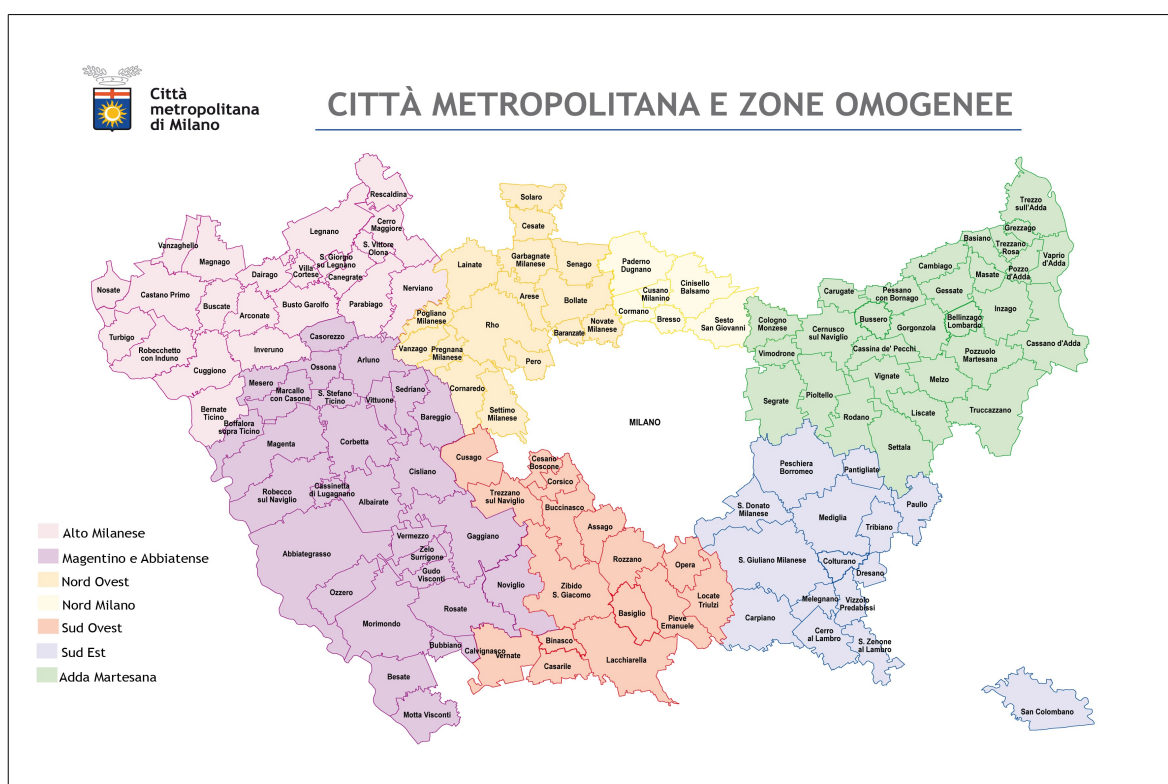 Città
metropolitana
di Milano
CITTÀ METROPOLITANA E ZONE OMOGENEE
Rescaldina
Legnano
Cerro
Maggiore
S. Vittore
Olona
Vanzaghello
Magnago
Dairago
Villa
Cortese
S. Giorgio
su Legnano
Canegrate
Nosate
Castano Primo
Buscate
Arconate
Busto Garolfo
Parabiago
Nerviano
Turbigo
Robecchetto
con Induno
Cuggiono
Inveruno
Bernate
Ticino
Casorezzo
Arluno
Ossona
Mesero
Marcallo
con Casone
S. Stefano
Ticino
Vittuone
Sedriano
Bareggio
Boffalora
sopra Ticino
Magenta
Corbetta
Cisliano
Robecco
sul Naviglio
Cassinetta
di Lugagnano
Albairate
Abbiategrasso
Vermezzo
Zelo
Surrigone
Gaggiano
Gudo
Visconti
Noviglio
Ozzero
Rosate
Morimondo
Bubbiano
Calvignasco
Besate
Motta Visconti
Solaro
Cesate
Garbagnate
Milanese
Senago
Lainate
Arese
Bollate
Pogliano
Milanese
Rho
Baranzate
Novate
Milanese
Vanzago
Pregnana
Milanese
Pero
Cornaredo
Settimo
Milanese
Paderno
Dugnano
Cusano
Milanino
Cinisello
Balsamo
Cormano
Bresso
Sesto
San Giovanni
MILANO
Cusago
Cesano
Boscone
Corsico
Trezzano
sul Naviglio
Buccinasco
Assago
Rozzano
Opera
Zibido
S. Giacomo
Basiglio
Locate
Triulzi
Pieve
Emanuele
Binasco
Vernate
Casarile
Lacchiarella
Trezzo
sull'Adda
Grezzago
Basiano
Trezzano
Rosa
Vaprio
d'Adda
Cambiago
Masate
Pozzo
d'Adda
Carugate
Pessano
con Bornago
Gessate
Inzago
Cologno
Monzese
Cernusco
sul Naviglio
Bussero
Gorgonzola
Bellinzago
Lombardo
Cassano d'Adda
Vimodrone
Cassina de' Pecchi
Pozzuolo
Martesana
Vignate
Melzo
Segrate
Pioltello
Rodano
Liscate
Truccazzano
Settala
Peschiera
Borromeo
Pantigliate
S. Donato
Milanese
Mediglia
Paullo
Tribiano
S. Giuliano Milanese
Colturano
Dresano
Melegnano
Vizzolo
Predabissi
Carpiano
Cerro
al Lambro
S. Zenone
al Lambro
San Colombano
Alto Milanese
Magentino e Abbiatense
Nord Ovest
Nord Milano
Sud Ovest
Sud Est
Adda Martesana